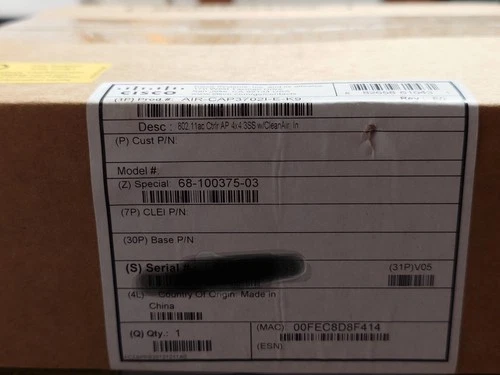 CISCO
(1P) Prod #: AIR-CAP3702I-E-K9
Desc : 802.11ac Ctrlr AP 4x4:3SS w/CleanAir; In
(P) Cust P/N:
Model #:
(Z) Special 68-100375-03
(7P) CLEI P/N:
(30P) Base P/N
(S) Serial #
(31P)V05
(4L) Country Of Origin: Made In
China
(Q) Qty.: 1
(MAC) 00FEC8D8F414
(ESN):